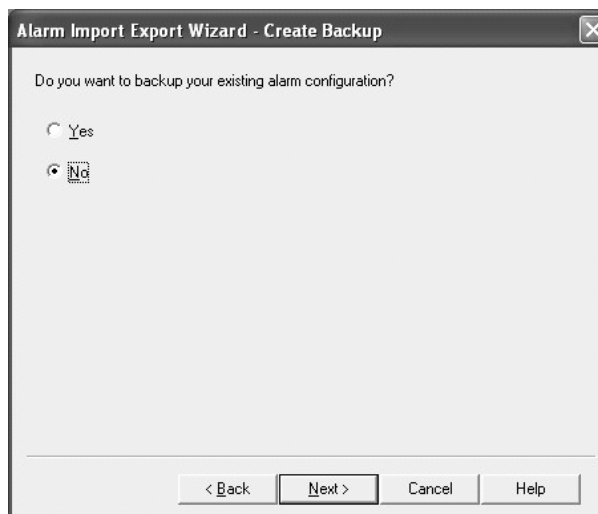 Alarm Import Export Wizard - Create Backup
Do you want to backup your existing alarm configuration?
Yes
No
< Back Next > Cancel Help